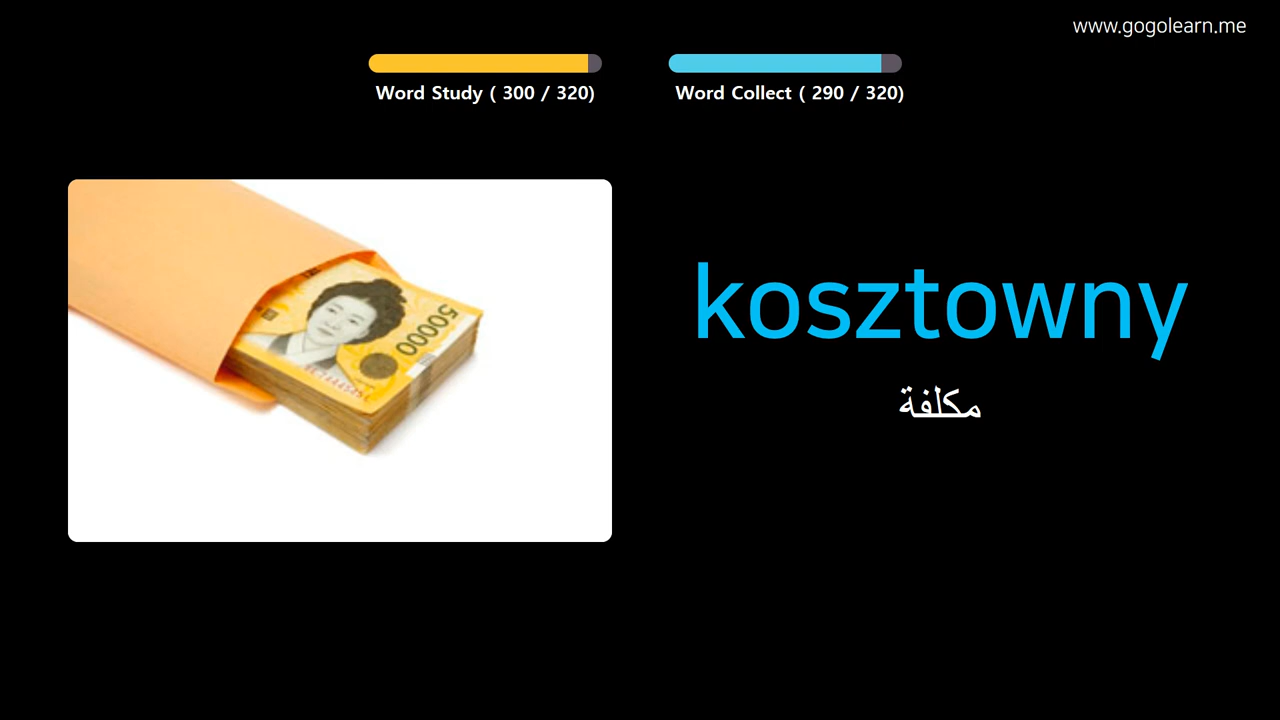 www.gogolearn.me
Word Study ( 300 / 320)
Word Collect ( 290 / 320)
kosztowny
مكلفة
50000